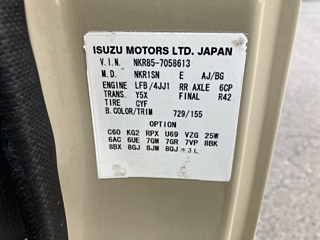 ISUZU MOTORS LTD. JAPAN
V.I.N. NKR85-7058613
M.D. NKR1SN E AJ/BG
ENGINE LFB/4JJ1 RR AXLE 6CP
TRANS. Y5X FINAL R42
TIRE CYF
B.COLOR/TRIM 729/155
OPTION
C60 KG2 RPX U69 VZG 25W
6AC 6UE 7GM 7GR 7VP 8BK
8BX 8GJ 8JM 8QJ *3L